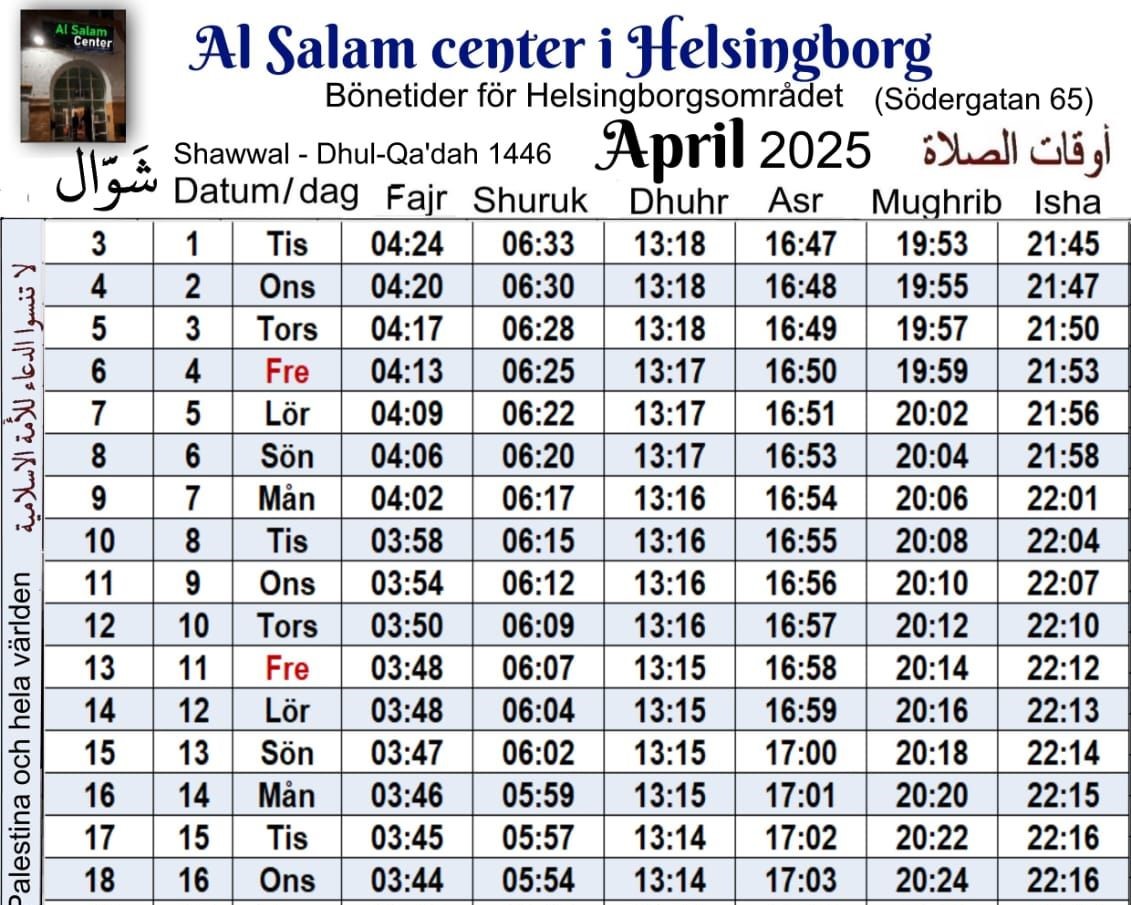 Al Salam
Center
Al Salam center i Helsingborg
Bönetider för Helsingborgsområdet (Södergatan 65)
شَوَّال Shawwal - Dhul-Qa'dah 1446 April 2025 أوقات الصلاة
Datum/dag Fajr Shuruk Dhuhr Asr Mughrib Isha
3 1 Tis 04:24 06:33 13:18 16:47 19:53 21:45
4 2 Ons 04:20 06:30 13:18 16:48 19:55 21:47
5 3 Tors 04:17 06:28 13:18 16:49 19:57 21:50
6 4 Fre 04:13 06:25 13:17 16:50 19:59 21:53
7 5 Lör 04:09 06:22 13:17 16:51 20:02 21:56
8 6 Sön 04:06 06:20 13:17 16:53 20:04 21:58
9 7 Mån 04:02 06:17 13:16 16:54 20:06 22:01
10 8 Tis 03:58 06:15 13:16 16:55 20:08 22:04
11 9 Ons 03:54 06:12 13:16 16:56 20:10 22:07
12 10 Tors 03:50 06:09 13:16 16:57 20:12 22:10
13 11 Fre 03:48 06:07 13:15 16:58 20:14 22:12
14 12 Lör 03:48 06:04 13:15 16:59 20:16 22:13
15 13 Sön 03:47 06:02 13:15 17:00 20:18 22:14
16 14 Mån 03:46 05:59 13:15 17:01 20:20 22:15
17 15 Tis 03:45 05:57 13:14 17:02 20:22 22:16
18 16 Ons 03:44 05:54 13:14 17:03 20:24 22:16
لا تنسوا الدعاء للأمة الاسلامية
Palestina och hela världen